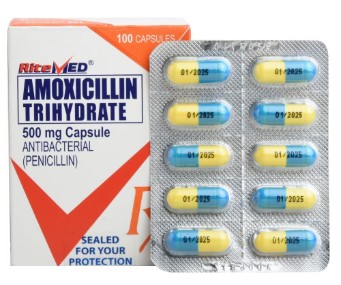 100 CAPSULES
RiteMED®
AMOXICILLIN
TRIHYDRATE
500 mg Capsule
ANTIBACTERIAL
(PENICILLIN)
SEALED
FOR YOUR
PROTECTION
01/2025 01/2025
01/2025 01/2025
01/2025 01/2025
01/2025 01/2025
01/2025 01/2025